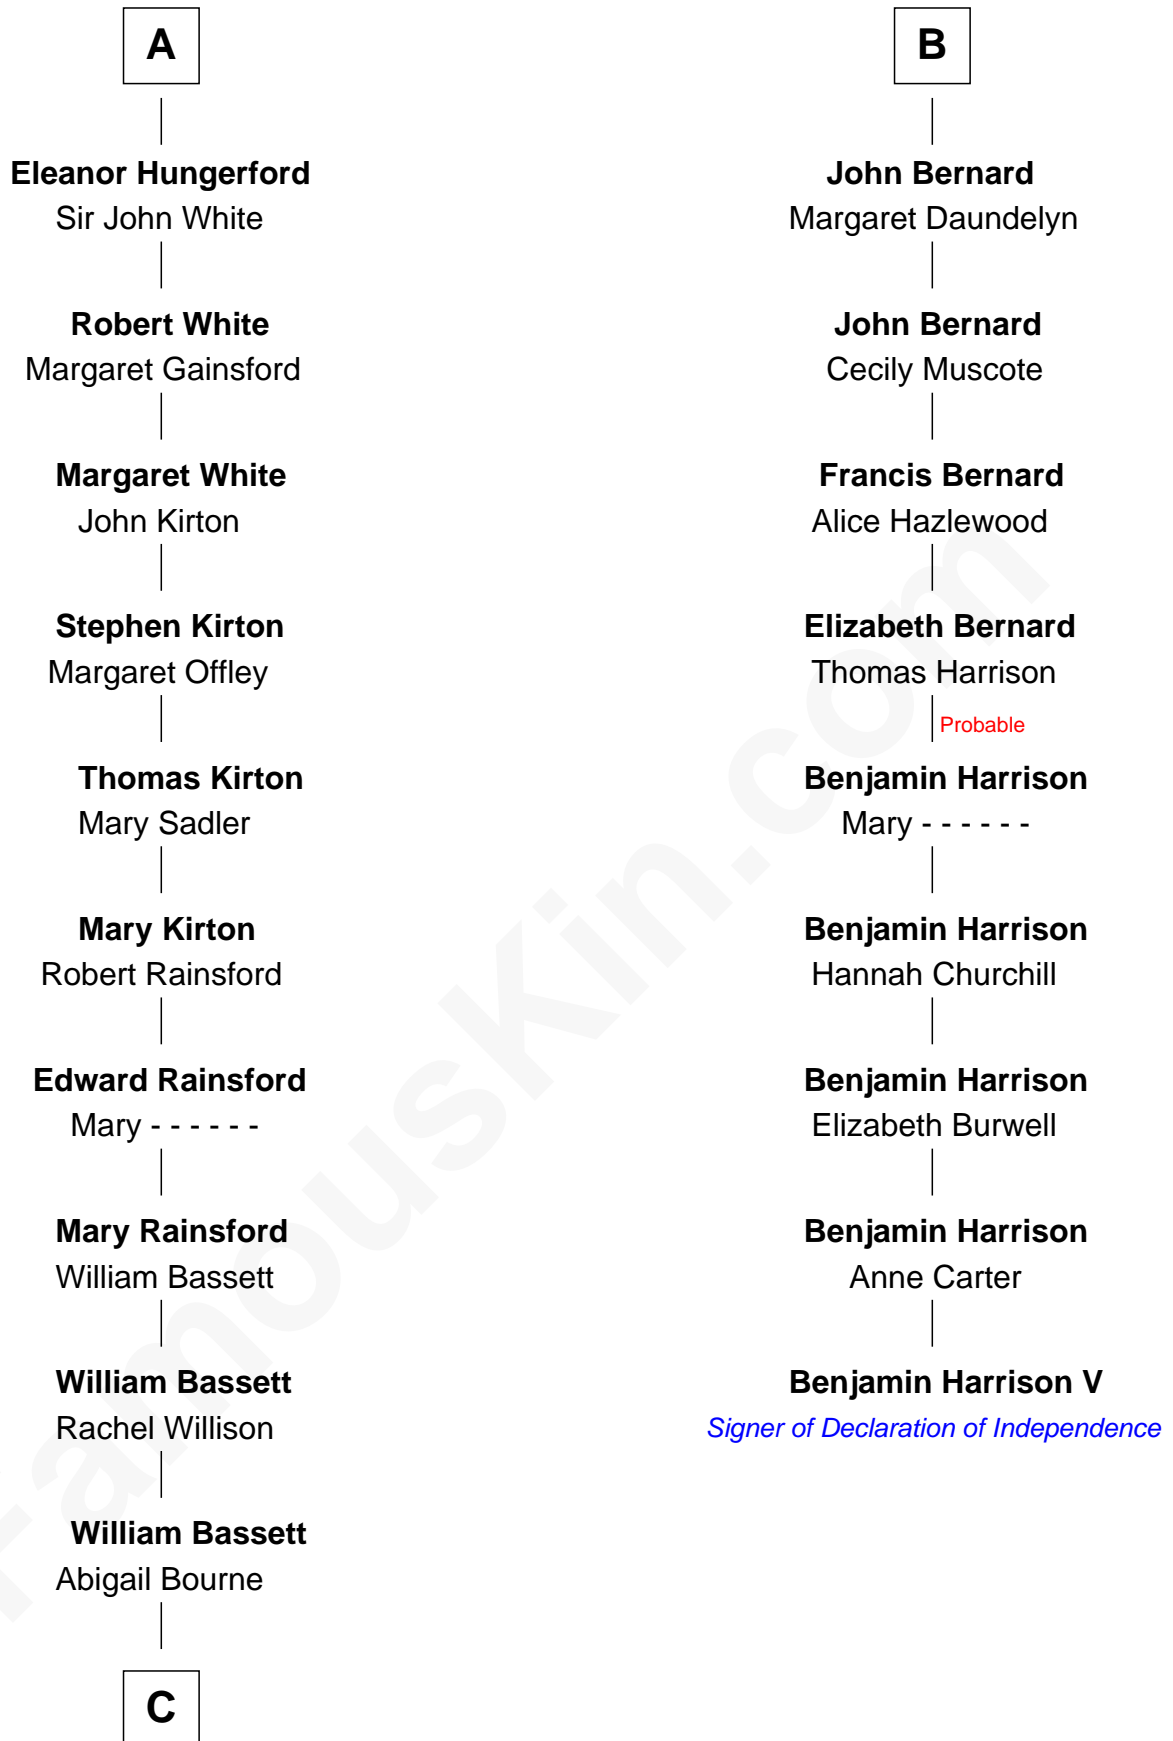 A
Eleanor Hungerford
Sir John White
Robert White
Margaret Gainsford
Margaret White
John Kirton
Stephen Kirton
Margaret Offley
Thomas Kirton
Mary Sadler
Mary Kirton
Robert Rainsford
Edward Rainsford
Mary - - - - - -
Mary Rainsford
William Bassett
William Bassett
Rachel Willison
William Bassett
Abigail Bourne
C
B
John Bernard
Margaret Daundelyn
John Bernard
Cecily Muscote
Francis Bernard
Alice Hazlewood
Elizabeth Bernard
Thomas Harrison
Probable
Benjamin Harrison
Mary - - - - - -
Benjamin Harrison
Hannah Churchill
Benjamin Harrison
Elizabeth Burwell
Benjamin Harrison
Anne Carter
Benjamin Harrison V
Signer of Declaration of Independence
FamousKin.com